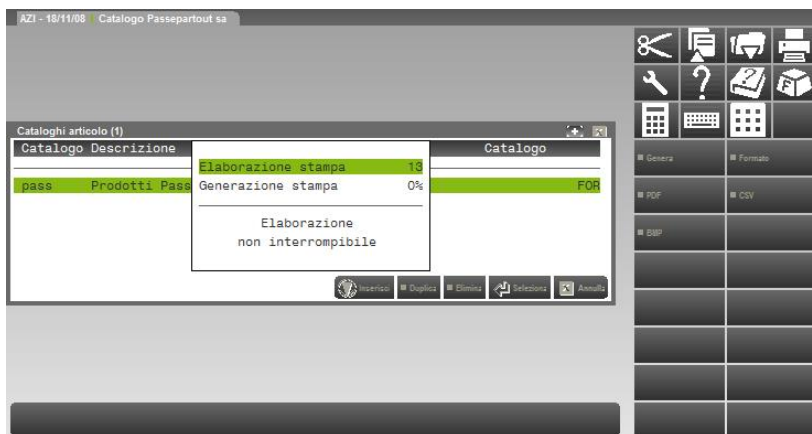 AZI - 18/11/08 Catalogo Passepartout sa
Cataloghi articolo (1)
Catalogo Descrizione Catalogo
Elaborazione stampa 13
pass Prodotti Pass Generazione stampa 0% FOR
Elaborazione
non interrompibile
Inserisci Duplica Elimina Seleziona Annulla
Genera Formato
PDF CSV
BMP
F